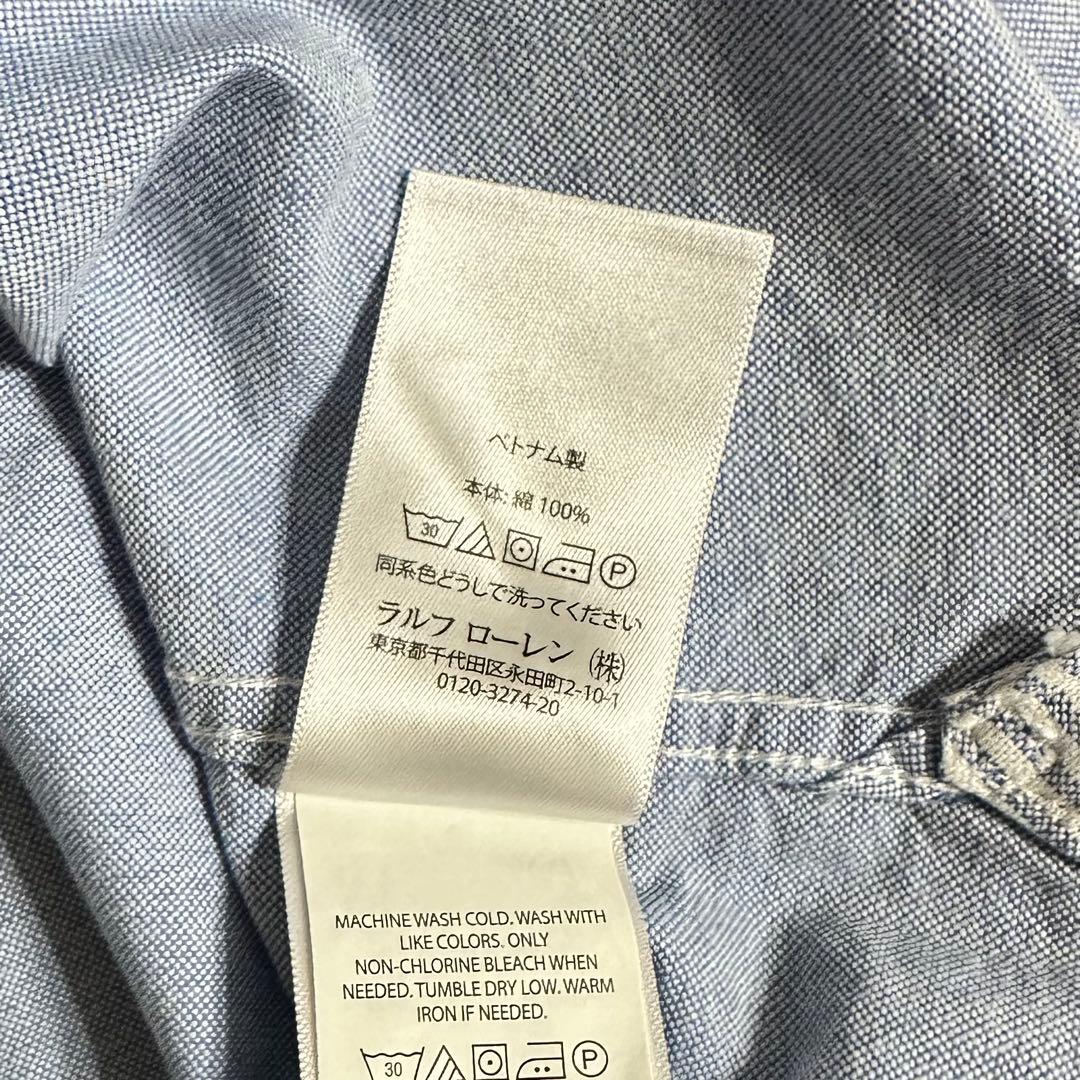 ベトナム製
本体: 綿 100%
30 P
同系色どうしで洗ってください
ラルフ ローレン (株)
東京都千代田区永田町2-10-1
0120-3274-20
MACHINE WASH COLD. WASH WITH
LIKE COLORS. ONLY
NON-CHLORINE BLEACH WHEN
NEEDED. TUMBLE DRY LOW. WARM
IRON IF NEEDED.
30 P